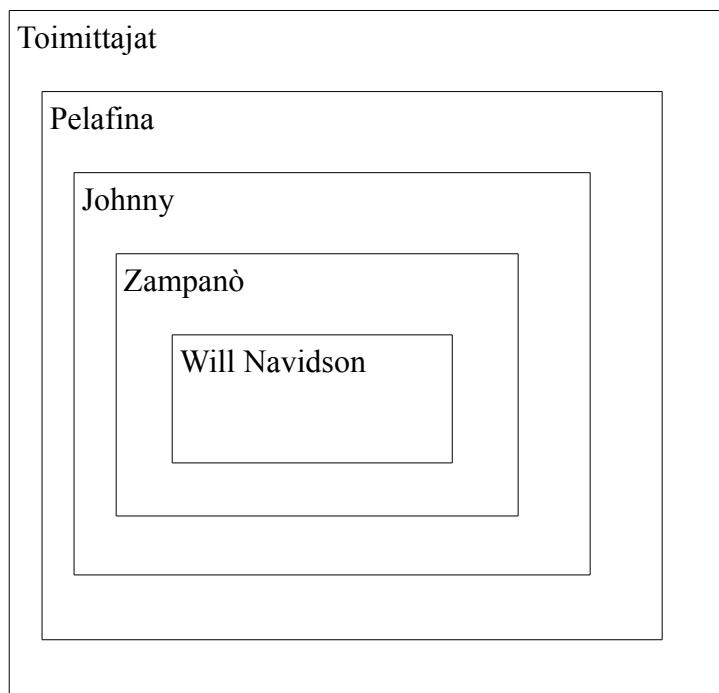 Toimittajat
Pelafina
Johnny
Zampanò
Will Navidson